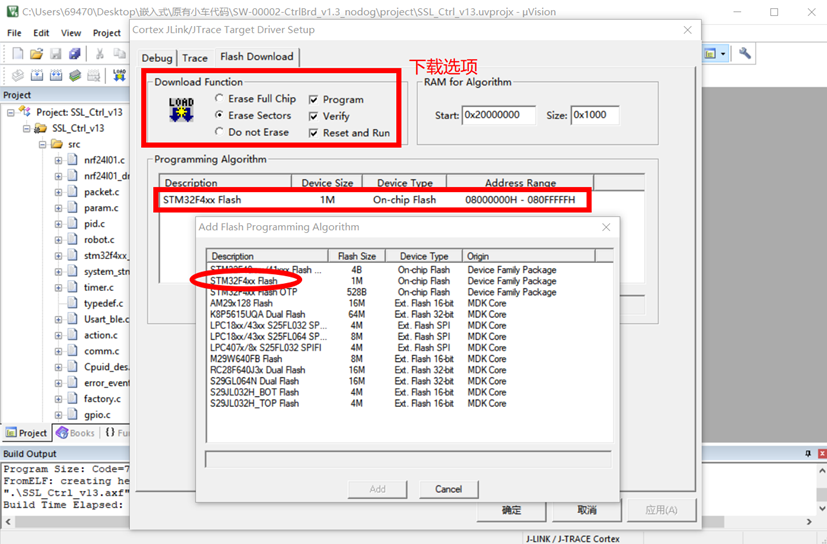 C:\Users\69470\Desktop\嵌入式\原有小车代码\SW-00002-CtrlBrd_v1.3_nodog\project\SSL_Ctrl_v13.uvprojx - µVision
File Edit View Project
Cortex JLink/JTrace Target Driver Setup
Debug Trace Flash Download
下载选项
Download Function
LOAD
Erase Full Chip Program
Erase Sectors Verify
Do not Erase Reset and Run
RAM for Algorithm
Start: 0x20000000 Size: 0x1000
Programming Algorithm
Description Device Size Device Type Address Range
STM32F4xx Flash 1M On-chip Flash 08000000H - 080FFFFFH
Add Flash Programming Algorithm
Description Flash Size Device Type Origin
4B On-chip Flash Device Family Package
STM32F4xx Flash 1M On-chip Flash Device Family Package
STM32F4xx Flash OTP 528B On-chip Flash Device Family Package
AM29x128 Flash 16M Ext. Flash 16-bit MDK Core
K8P5615UQA Dual Flash 64M Ext. Flash 32-bit MDK Core
LPC18xx/43xx S25FL032 SP... 4M Ext. Flash SPI MDK Core
LPC18xx/43xx S25FL064 SP... 8M Ext. Flash SPI MDK Core
LPC407x/8x S25FL032 SPIFI 4M Ext. Flash SPI MDK Core
M29W640FB Flash 8M Ext. Flash 16-bit MDK Core
RC28F640J3x Dual Flash 16M Ext. Flash 32-bit MDK Core
S29GL064N Dual Flash 16M Ext. Flash 32-bit MDK Core
S29JL032H_BOT Flash 4M Ext. Flash 16-bit MDK Core
S29JL032H_TOP Flash 4M Ext. Flash 16-bit MDK Core
Add Cancel
确定 取消 应用(A)
Project
Project: SSL_Ctrl_v13
SSL_Ctrl_v13
src
nrf24l01.c
nrf24l01_dr
packet.c
param.c
pid.c
robot.c
stm32f4xx_
system_stm
timer.c
typedef.c
Usart_ble.c
action.c
comm.c
Cpuid_des.
error_event
factory.c
gpio.c
Project Books {} Fu
Build Output
Program Size: Code=7
FromELF: creating he
".\SSL_Ctrl_v13.axf"
Build Time Elapsed:
J-LINK / J-TRACE Cortex